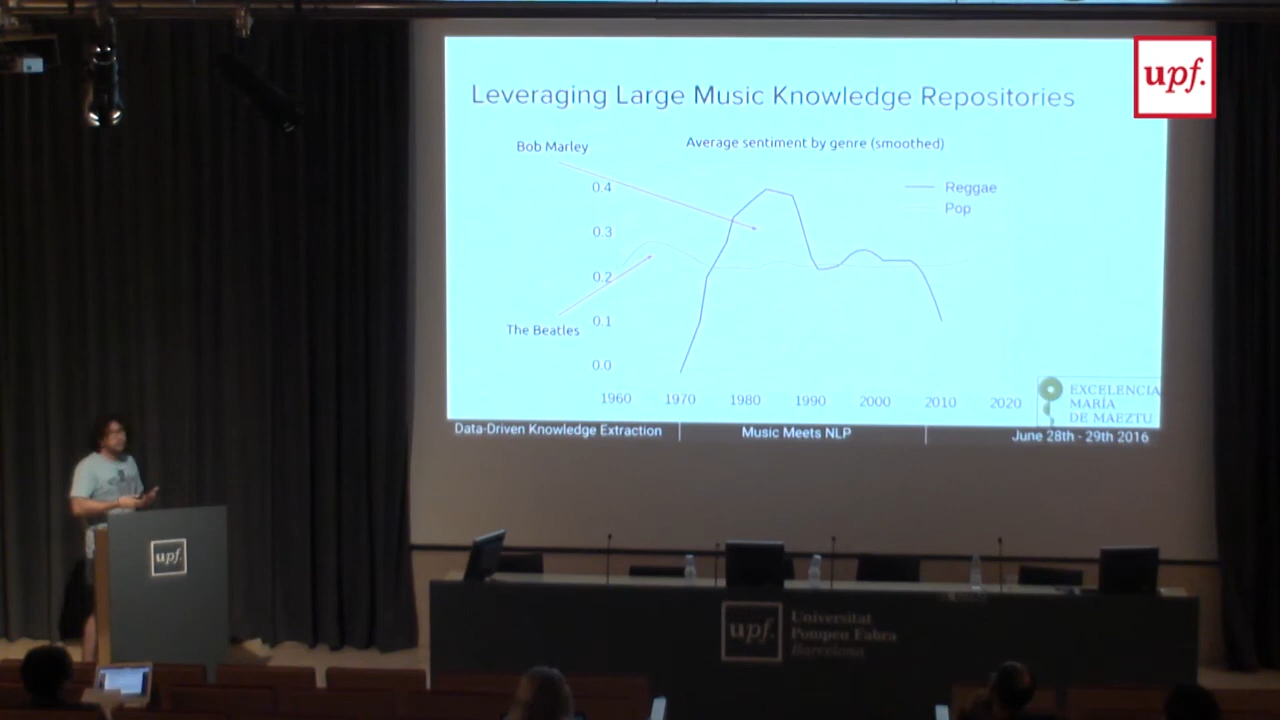 upf.
Leveraging Large Music Knowledge Repositories
Bob Marley
Average sentiment by genre (smoothed)
0.4
Reggae
Pop
0.3
0.2
0.1
The Beatles
0.0
1960 1970 1980 1990 2000 2010 2020
EXCELENCIA
MARÍA
DE MAEZTU
Data-Driven Knowledge Extraction
Music Meets NLP
June 28th - 29th 2016
upf.
upf.
Universitat
Pompeu Fabra
Barcelona